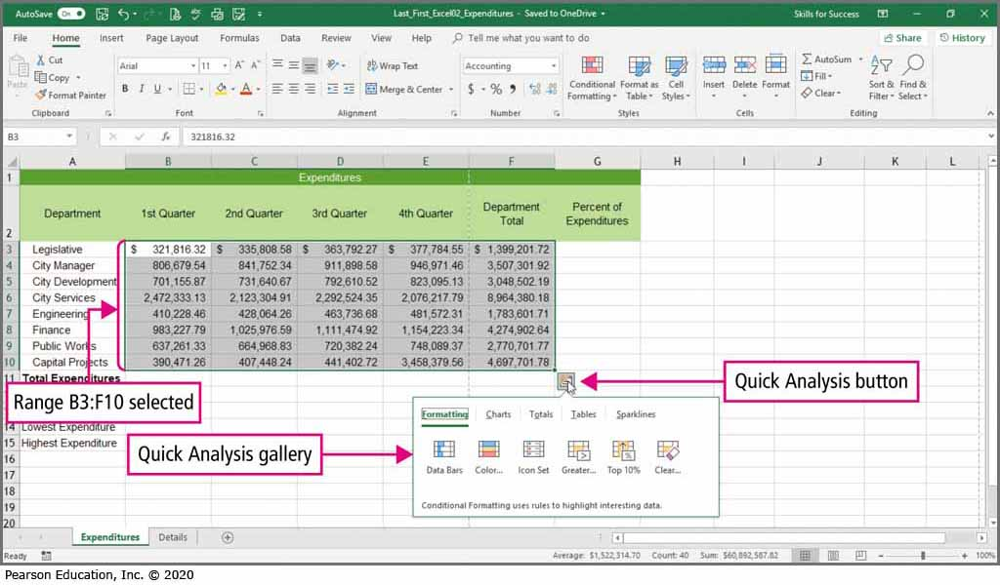 AutoSave On Last_First_Excel02_Expenditures - Saved to OneDrive Skills for Success
File Home Insert Page Layout Formulas Data Review View Help Tell me what you want to do Share History
Cut
Copy
Format Painter
Paste
Clipboard
Arial 11
B I U
Font
Wrap Text
Merge & Center
Alignment
Accounting
$ % ,
Number
Conditional Formatting
Format as Table
Cell Styles
Styles
Insert Delete Format
Cells
AutoSum
Fill
Clear
Sort & Filter
Find & Select
Editing
B3 fx 321816.32
A B C D E F G H I J K L
1 Expenditures
2 Department 1st Quarter 2nd Quarter 3rd Quarter 4th Quarter Department Total Percent of Expenditures
3 Legislative $ 321,816.32 $ 335,808.58 $ 363,792.27 $ 377,784.55 $ 1,399,201.72
4 City Manager 806,679.54 841,752.34 911,898.58 946,971.46 3,507,301.92
5 City Development 701,155.87 731,640.67 792,610.52 823,095.13 3,048,502.19
6 City Services 2,472,333.13 2,123,304.91 2,292,524.35 2,076,217.79 8,964,380.18
7 Engineering 410,228.46 428,064.26 463,736.68 481,572.31 1,783,601.71
8 Finance 983,227.79 1,025,976.59 1,111,474.92 1,154,223.34 4,274,902.64
9 Public Works 637,261.33 664,968.83 720,382.24 748,089.37 2,770,701.77
10 Capital Projects 390,471.26 407,448.24 441,402.72 3,458,379.56 4,697,701.78
11 Total Expenditures
Quick Analysis button
Range B3:F10 selected
Formatting Charts Totals Tables Sparklines
14 Lowest Expenditure
15 Highest Expenditure
Quick Analysis gallery
Data Bars Color... Icon Set Greater... Top 10% Clear...
16
17
18
Conditional Formatting uses rules to highlight interesting data.
19
20
Expenditures Details
Ready Average: $1,522,314.70 Count: 40 Sum: $60,892,587.82 100%
Pearson Education, Inc. © 2020